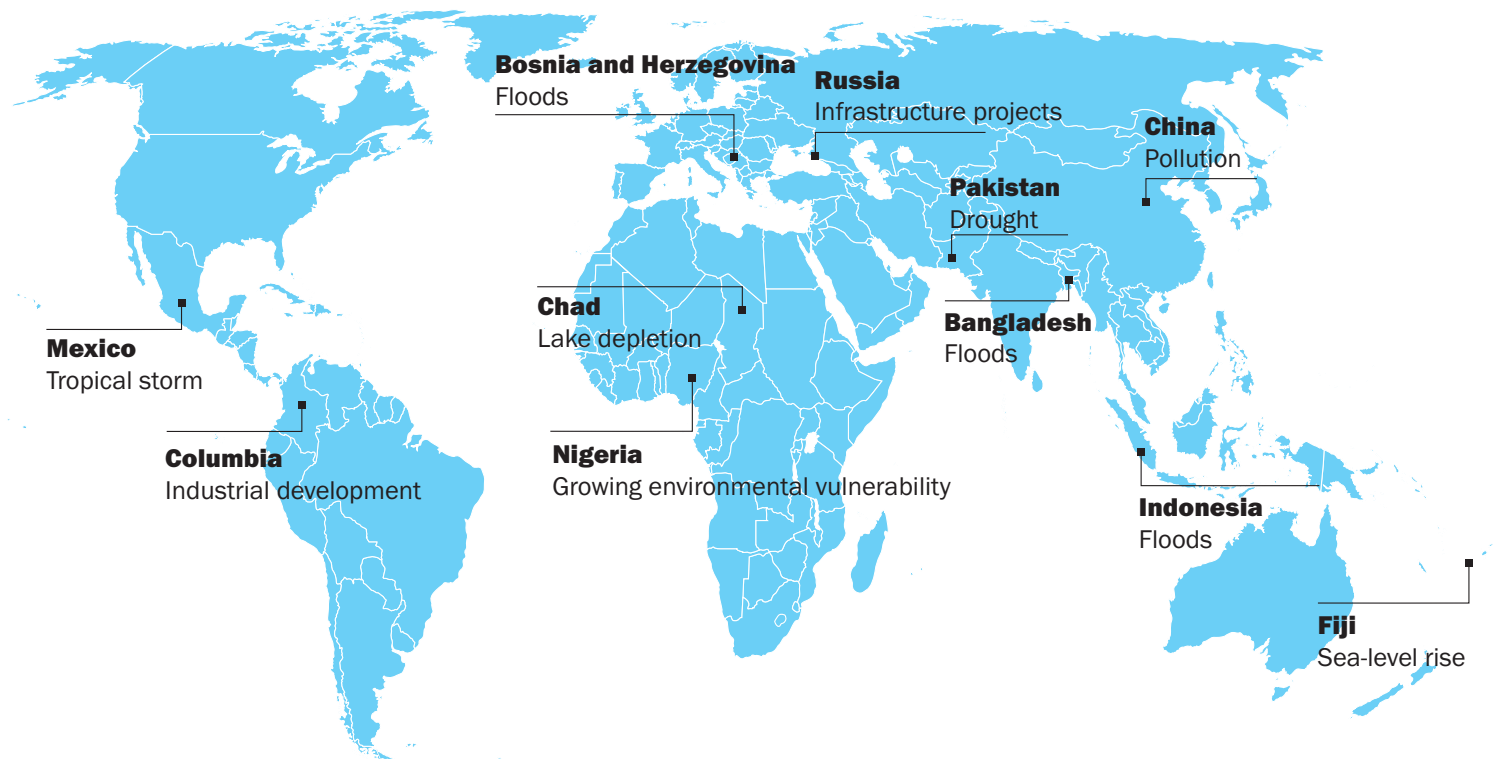 Bosnia and Herzegovina
Floods
Russia
Infrastructure projects
China
Pollution
Pakistan
Drought
Chad
Lake depletion
Bangladesh
Floods
Mexico
Tropical storm
Columbia
Industrial development
Nigeria
Growing environmental vulnerability
Indonesia
Floods
Fiji
Sea-level rise